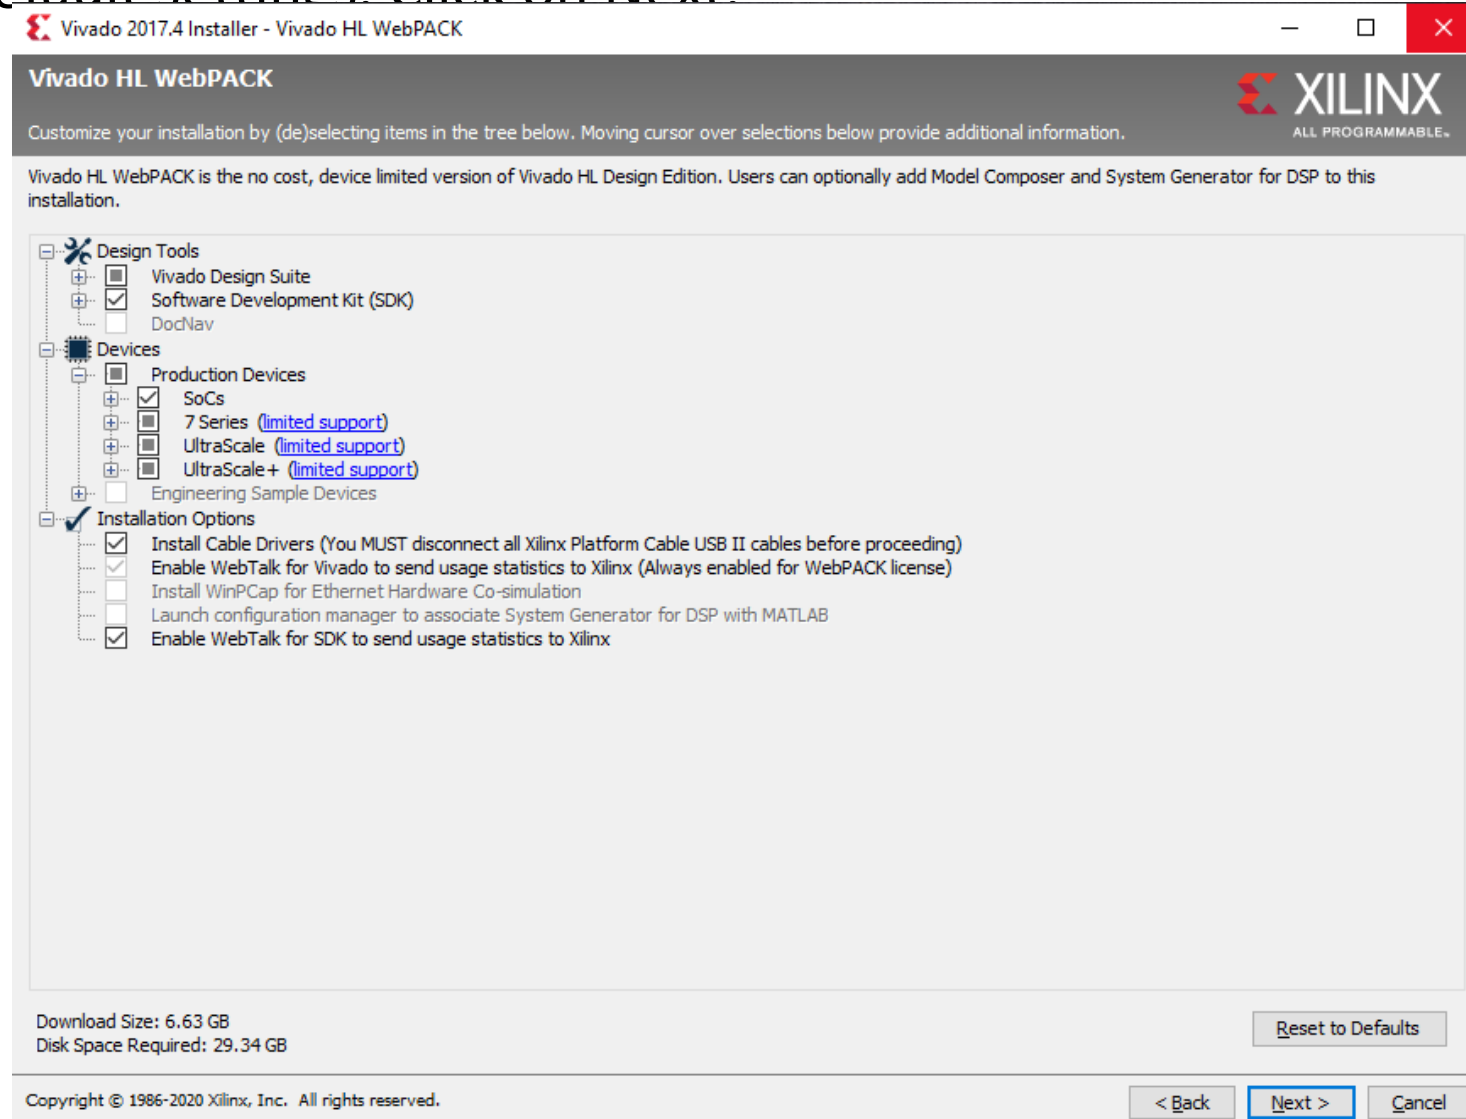 Vivado 2017.4 Installer - Vivado HL WebPACK
Vivado HL WebPACK
XILINX
ALL PROGRAMMABLE™
Customize your installation by (de)selecting items in the tree below. Moving cursor over selections below provide additional information.
Vivado HL WebPACK is the no cost, device limited version of Vivado HL Design Edition. Users can optionally add Model Composer and System Generator for DSP to this
installation.
Design Tools
Vivado Design Suite
Software Development Kit (SDK)
DocNav
Devices
Production Devices
SoCs
7 Series (limited support)
UltraScale (limited support)
UltraScale+ (limited support)
Engineering Sample Devices
Installation Options
Install Cable Drivers (You MUST disconnect all Xilinx Platform Cable USB II cables before proceeding)
Enable WebTalk for Vivado to send usage statistics to Xilinx (Always enabled for WebPACK license)
Install WinPCap for Ethernet Hardware Co-simulation
Launch configuration manager to associate System Generator for DSP with MATLAB
Enable WebTalk for SDK to send usage statistics to Xilinx
Download Size: 6.63 GB
Disk Space Required: 29.34 GB
Reset to Defaults
Copyright © 1986-2020 Xilinx, Inc. All rights reserved.
< Back
Next >
Cancel